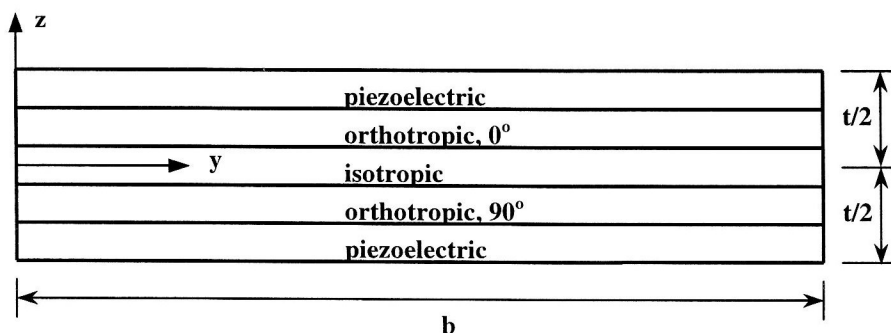 z
piezoelectric
orthotropic, 0°
t/2
y
isotropic
orthotropic, 90°
t/2
piezoelectric
b